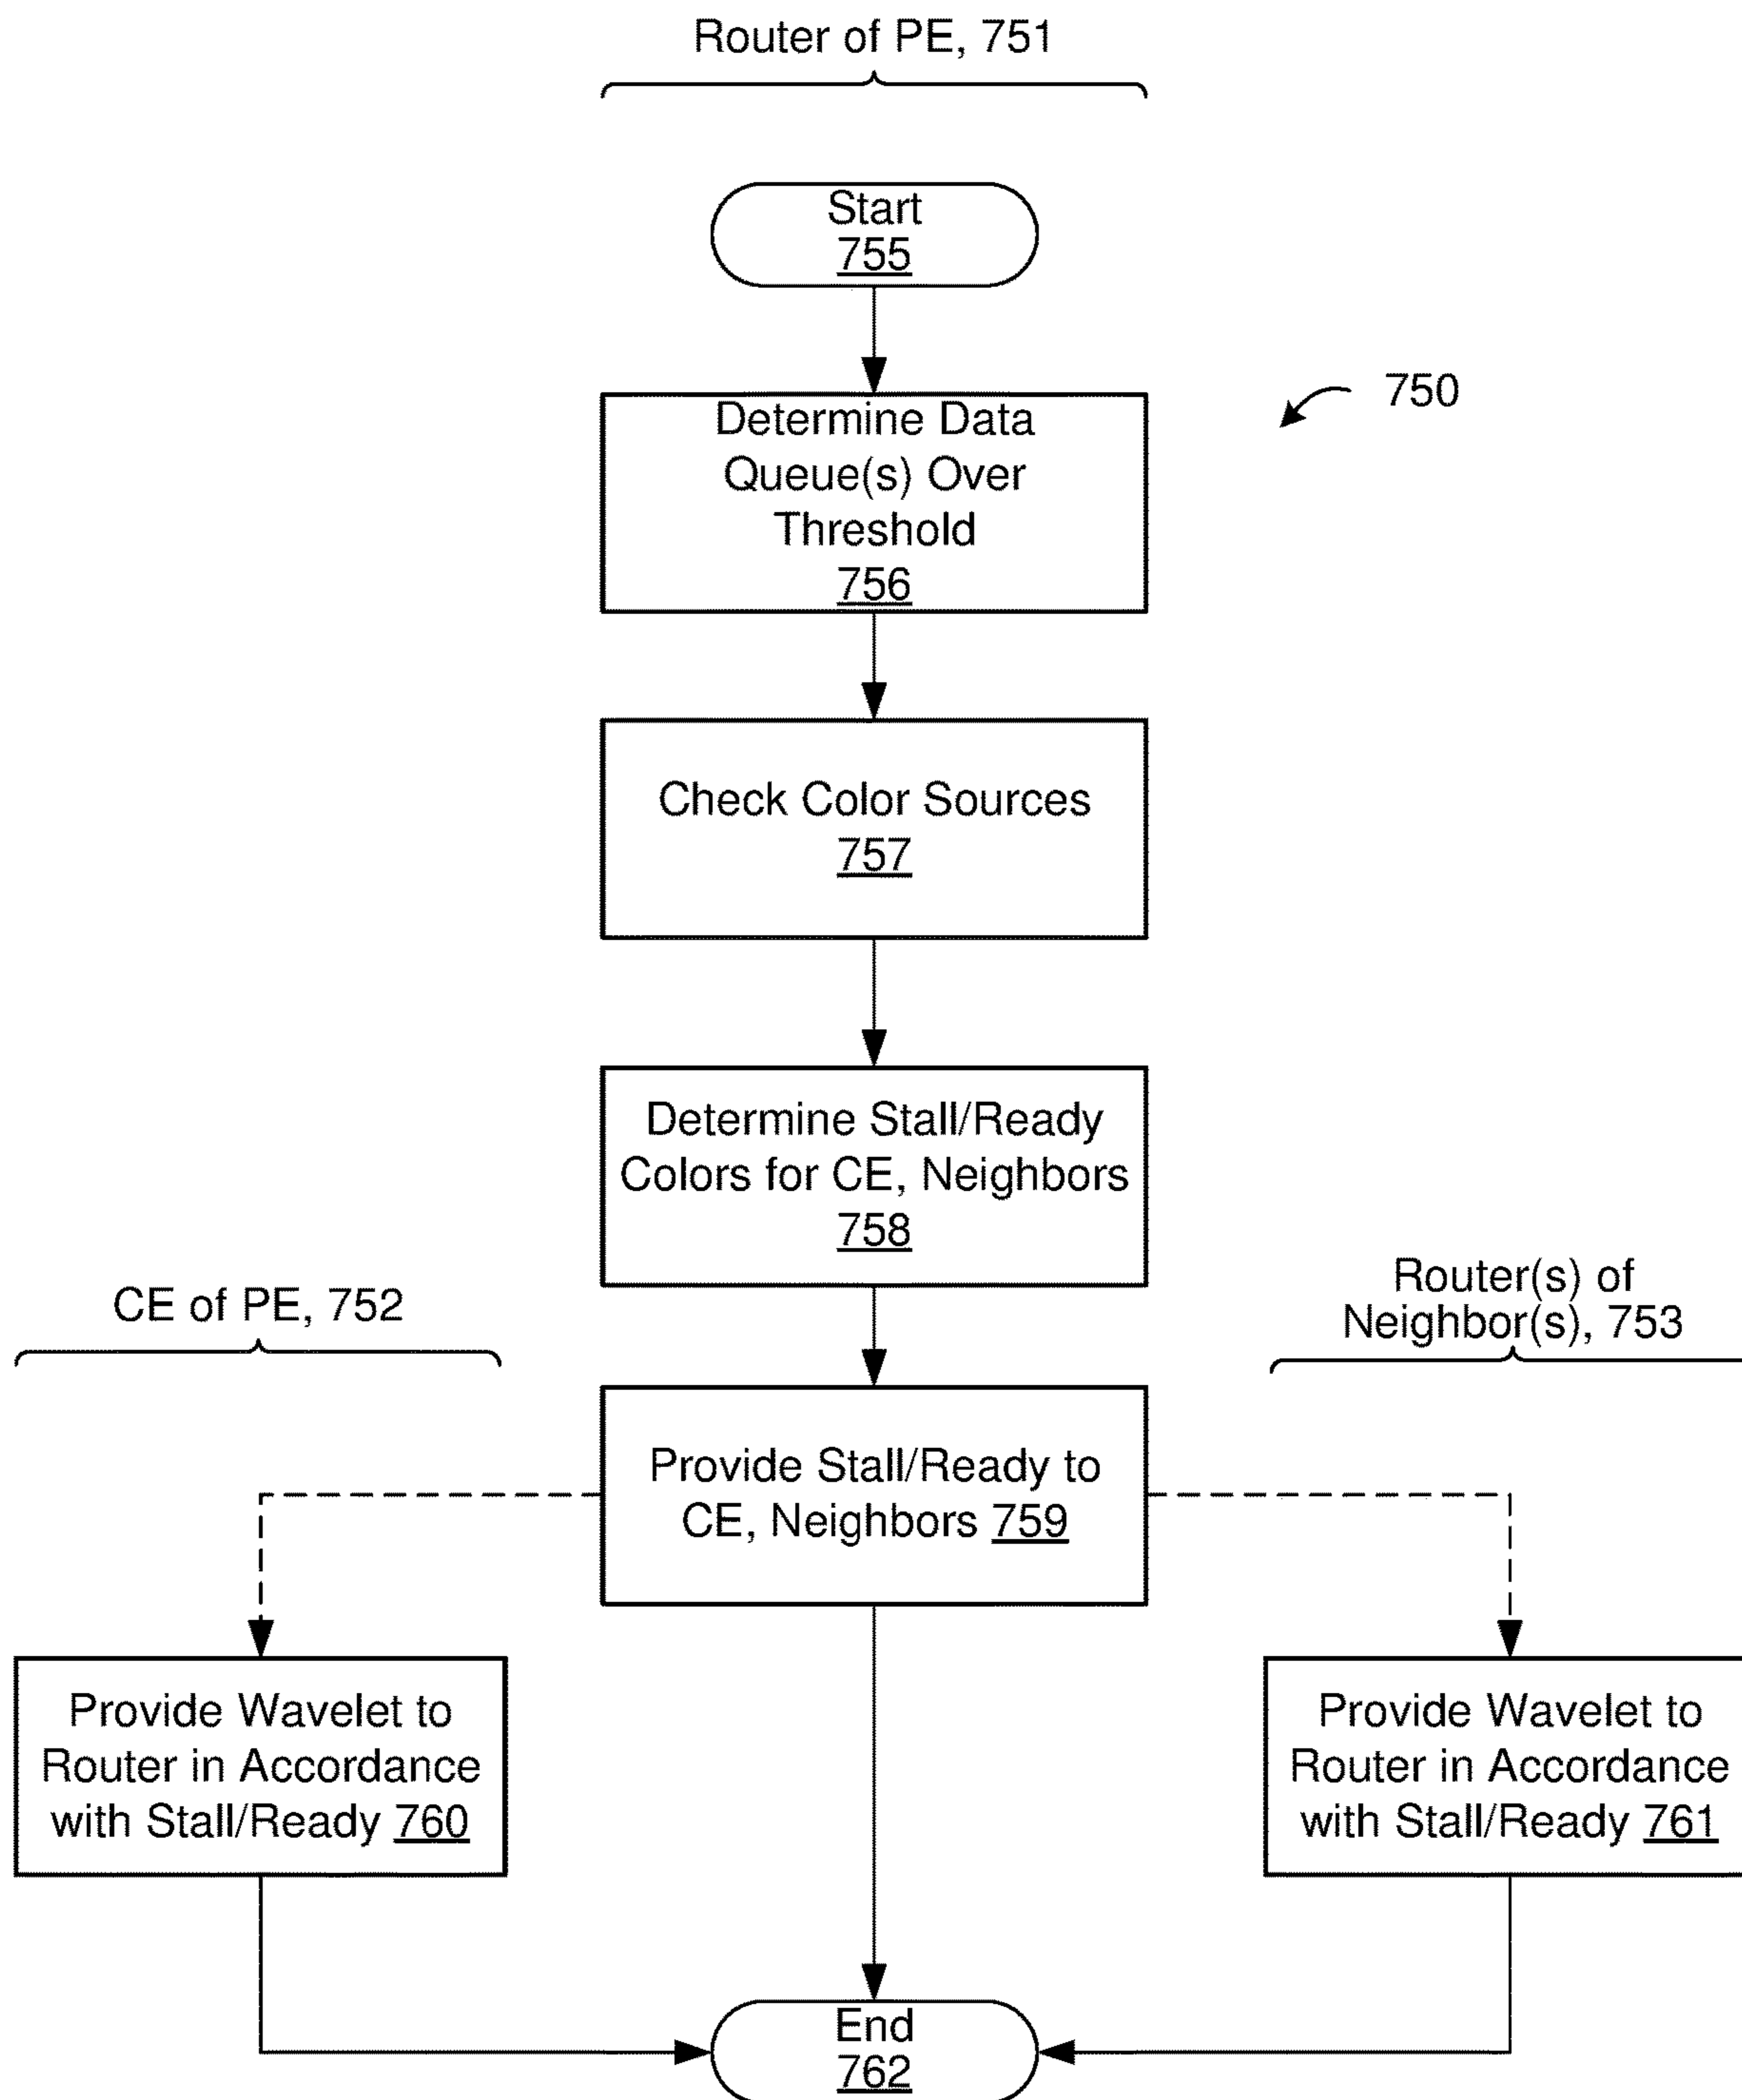 Router of PE, 751
Start
755
750
Determine Data
Queue(s) Over
Threshold
756
Check Color Sources
757
Determine Stall/Ready
Colors for CE, Neighbors
758
CE of PE, 752
Router(s) of
Neighbor(s), 753
Provide Stall/Ready to
CE, Neighbors 759
Provide Wavelet to
Router in Accordance
with Stall/Ready 760
Provide Wavelet to
Router in Accordance
with Stall/Ready 761
End
762